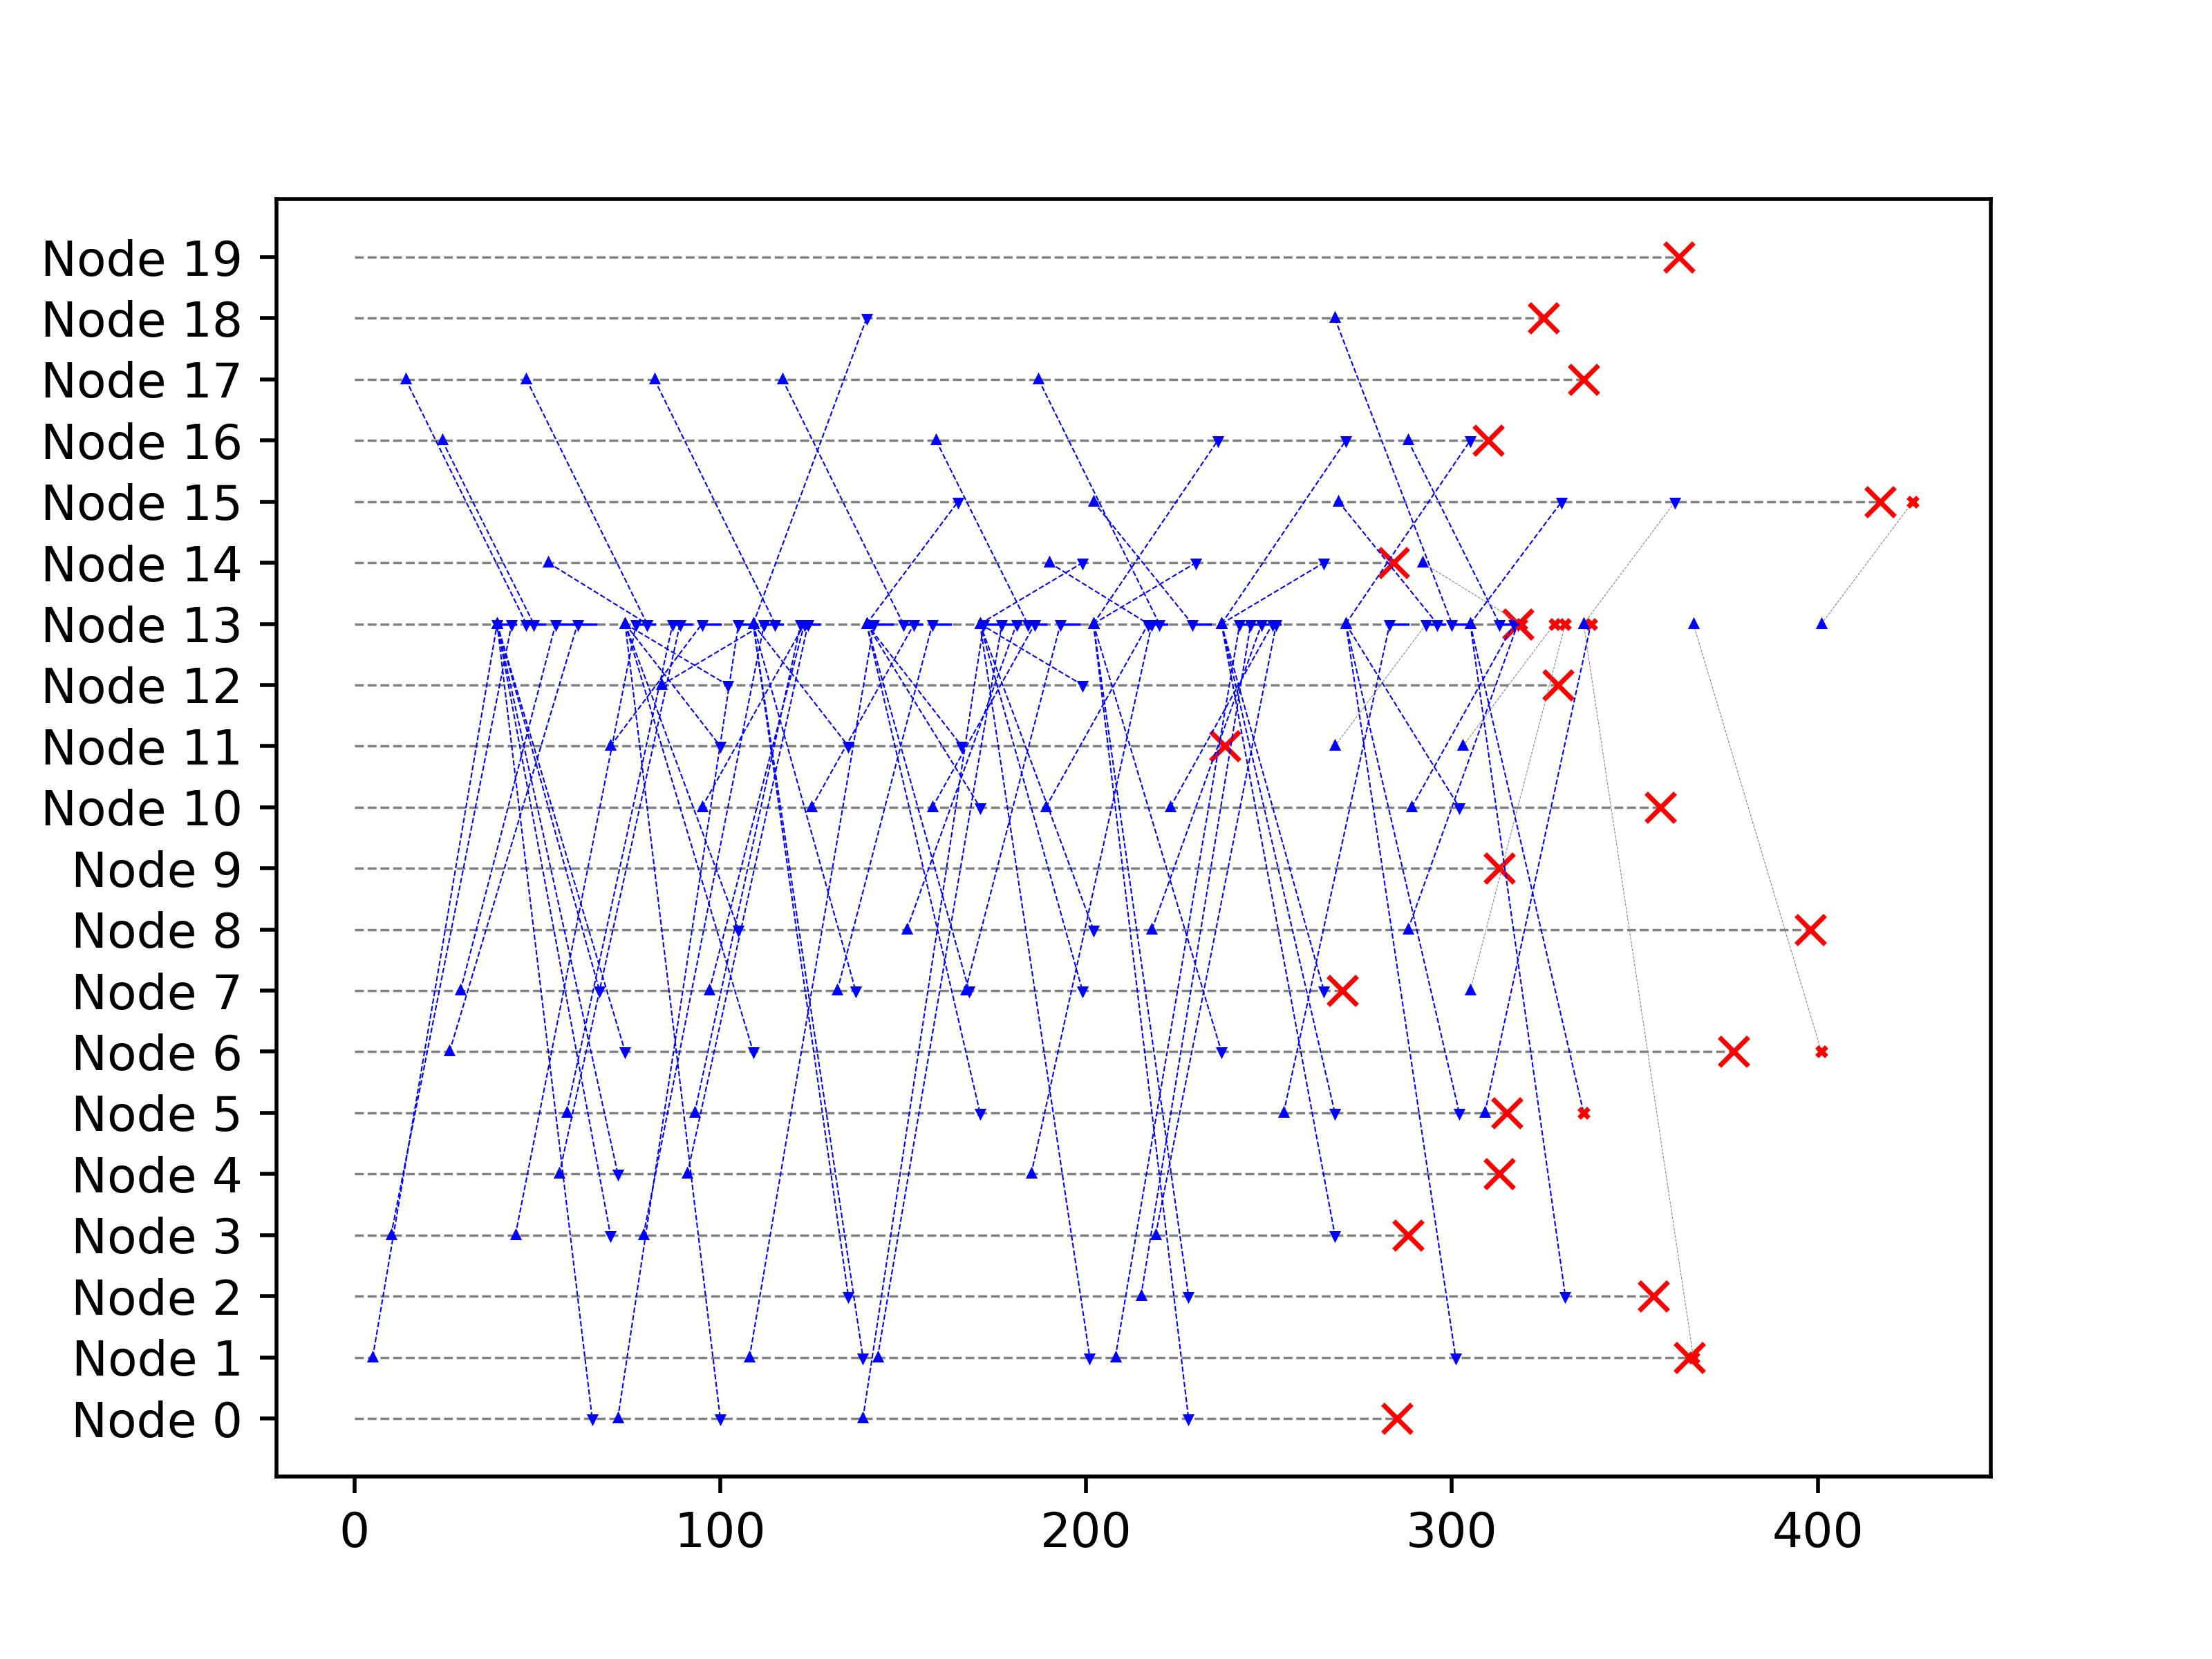 Node 19
Node 18
Node 17
Node 16
Node 15
Node 14
Node 13
Node 12
Node 11
Node 10
Node 9
Node 8
Node 7
Node 6
Node 5
Node 4
Node 3
Node 2
Node 1
Node 0
0 100 200 300 400